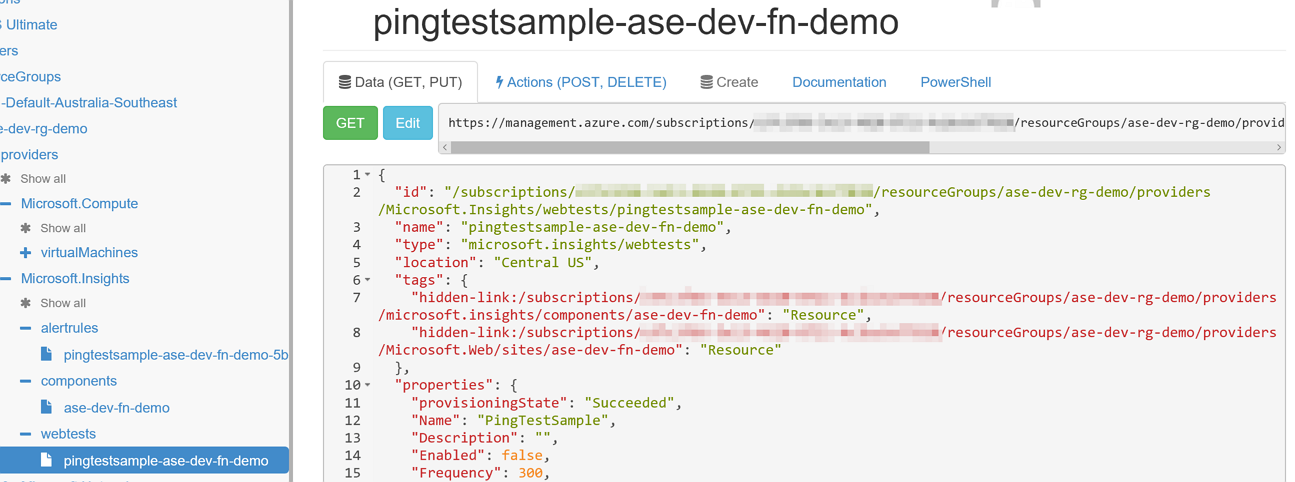 pingtestsample-ase-dev-fn-demo
Ultimate
ers
ceGroups
-Default-Australia-Southeast
e-dev-rg-demo
providers
Show all
Microsoft.Compute
Show all
virtualMachines
Microsoft.Insights
Show all
alertrules
pingtestsample-ase-dev-fn-demo-5b
components
ase-dev-fn-demo
webtests
pingtestsample-ase-dev-fn-demo
Data (GET, PUT)
Actions (POST, DELETE)
Create
Documentation
PowerShell
GET
Edit
https://management.azure.com/subscriptions/ /resourceGroups/ase-dev-rg-demo/provid
1 {
2 "id": "/subscriptions/ /resourceGroups/ase-dev-rg-demo/providers
/Microsoft.Insights/webtests/pingtestsample-ase-dev-fn-demo",
3 "name": "pingtestsample-ase-dev-fn-demo",
4 "type": "microsoft.insights/webtests",
5 "location": "Central US",
6 "tags": {
7 "hidden-link:/subscriptions/ /resourceGroups/ase-dev-rg-demo/providers
/microsoft.insights/components/ase-dev-fn-demo": "Resource",
8 "hidden-link:/subscriptions/ /resourceGroups/ase-dev-rg-demo/providers
/Microsoft.Web/sites/ase-dev-fn-demo": "Resource"
9 },
10 "properties": {
11 "provisioningState": "Succeeded",
12 "Name": "PingTestSample",
13 "Description": "",
14 "Enabled": false,
15 "Frequency": 300,